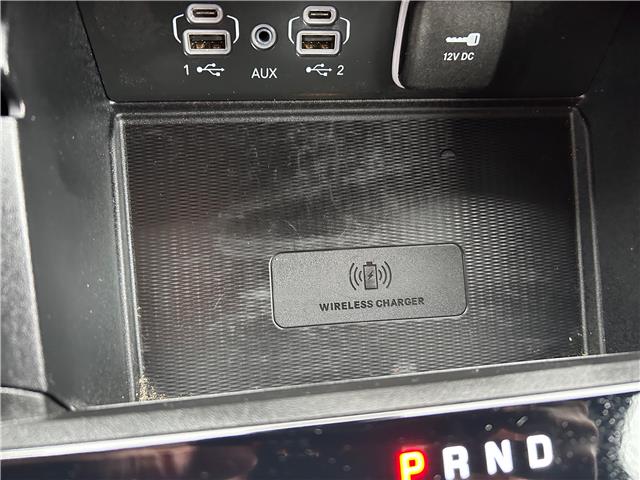 1 AUX 2 12V DC
WIRELESS CHARGER
P R N D